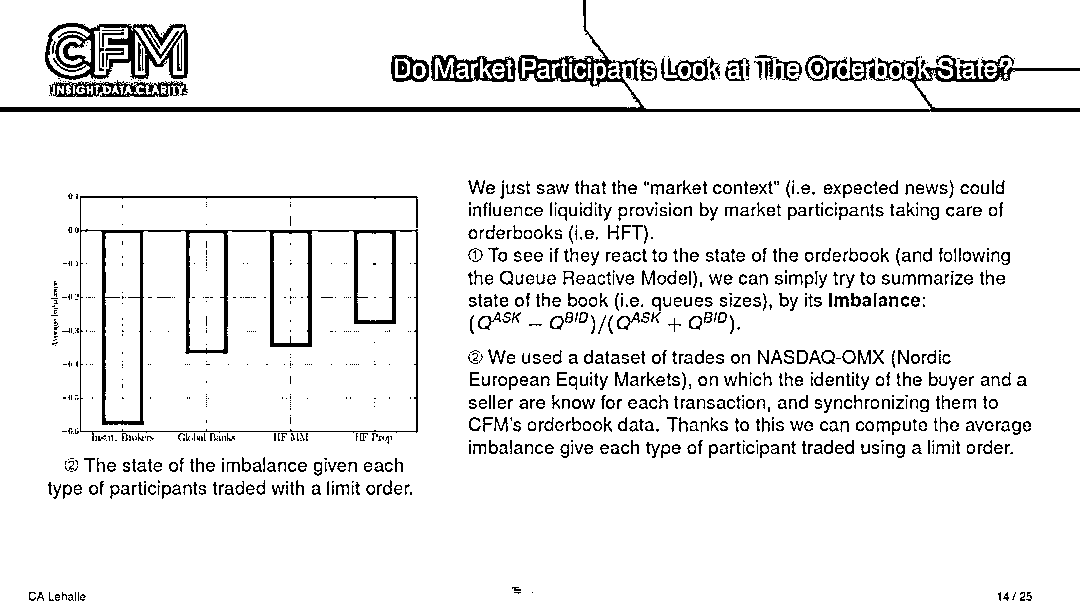 CFM
INSIGHT.DATA.CLARITY.
Do Market Participants Look at The Orderbook State?
We just saw that the “market context” (i.e. expected news) could
influence liquidity provision by market participants taking care of
orderbooks (i.e. HFT).
① To see if they react to the state of the orderbook (and following
the Queue Reactive Model), we can simply try to summarize the
state of the book (i.e. queues sizes), by its Imbalance:
(Q^ASK − Q^BID)/(Q^ASK + Q^BID).
② We used a dataset of trades on NASDAQ-OMX (Nordic
European Equity Markets), on which the identity of the buyer and a
seller are know for each transaction, and synchronizing them to
CFM's orderbook data. Thanks to this we can compute the average
imbalance give each type of participant traded using a limit order.
0.1
0.0
−0.1
−0.2
−0.3
−0.4
−0.5
−0.6
Average Imbalance
Instit. Brokers Global Banks HF MM HF Prop
② The state of the imbalance given each
type of participants traded with a limit order.
CA Lehalle
14 / 25